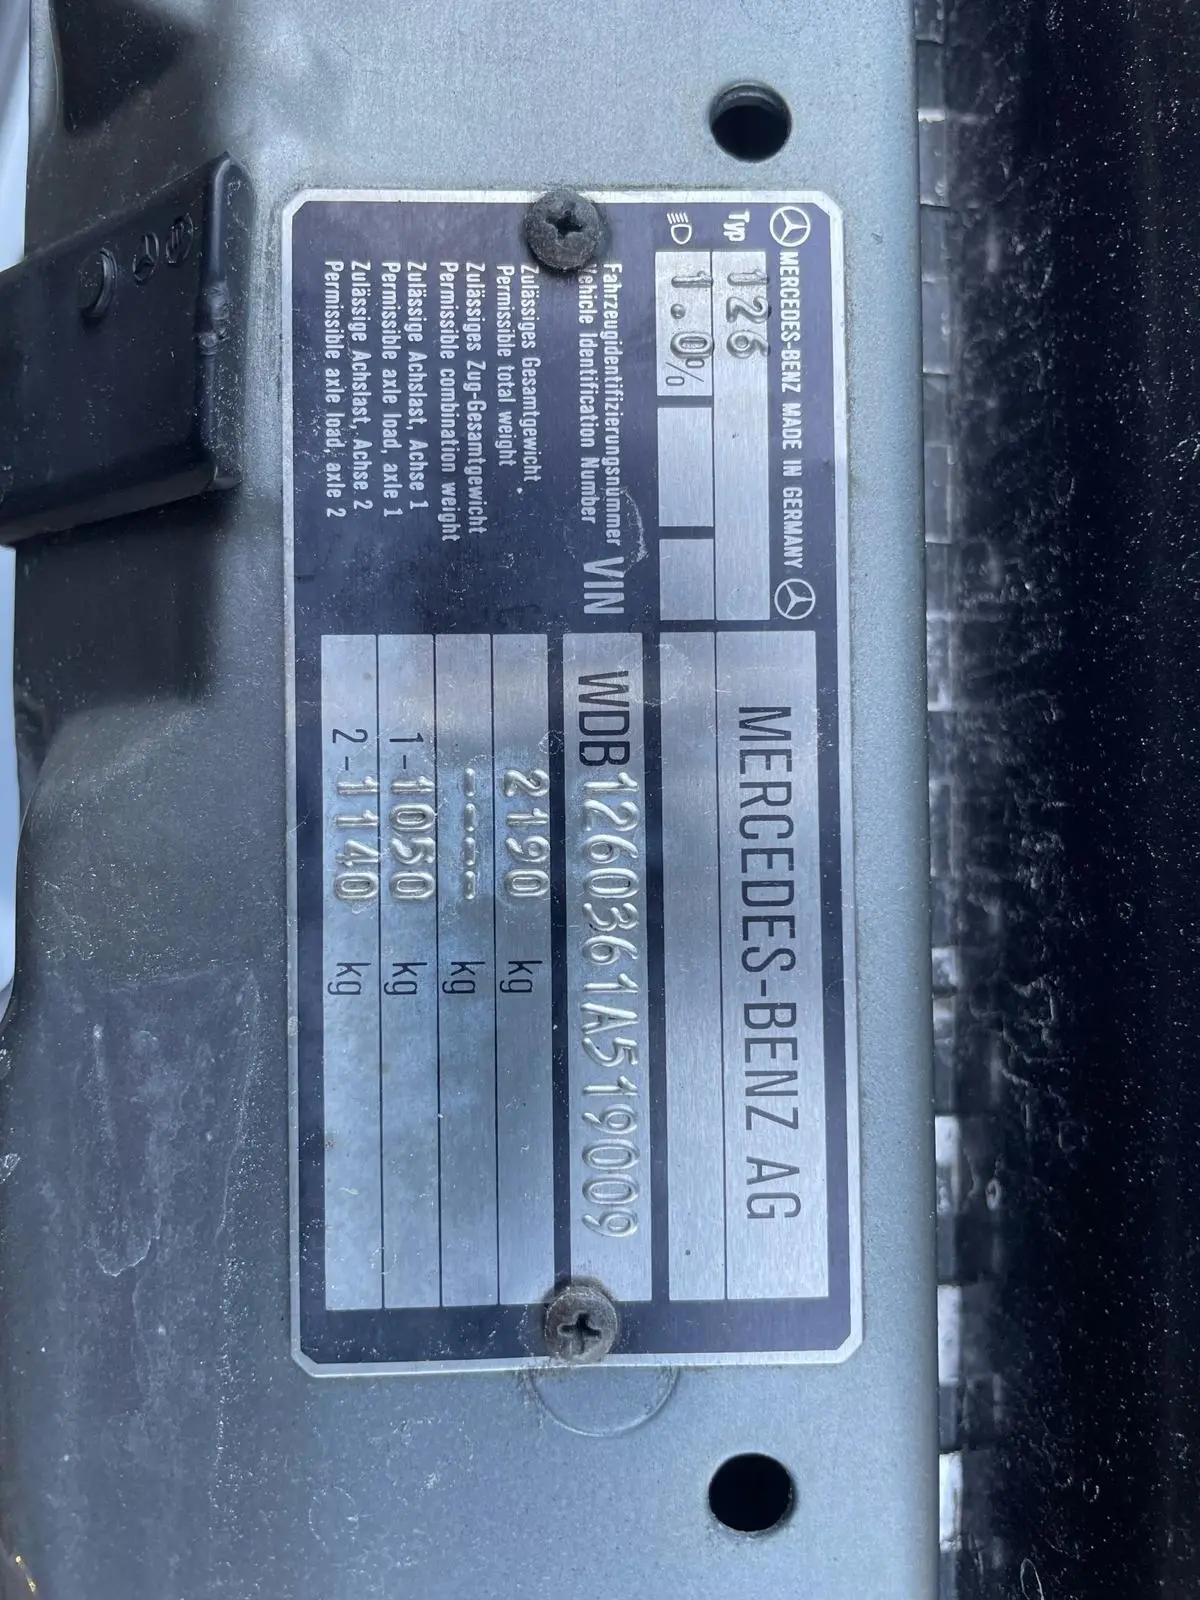 MERCEDES-BENZ MADE IN GERMANY
Typ 126
1.0%
MERCEDES-BENZ AG
Fahrzeugidentifizierungsnummer
Vehicle Identification Number
VIN WDB1260361A519009
Zulässiges Gesamtgewicht
Permissible total weight
2190 kg
Zulässiges Zug-Gesamtgewicht
Permissible combination weight
---- kg
Zulässige Achslast, Achse 1
Permissible axle load, axle 1
1-1050 kg
Zulässige Achslast, Achse 2
Permissible axle load, axle 2
2-1140 kg